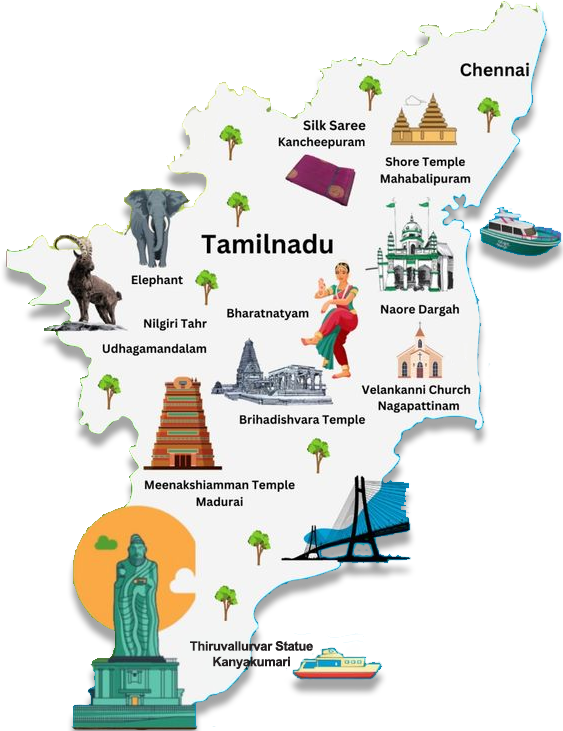 Chennai
Silk Saree
Kancheepuram
Shore Temple
Mahabalipuram
Tamilnadu
Elephant
Nilgiri Tahr
Udhagamandalam
Bharatnatyam
Naore Dargah
Velankanni Church
Nagapattinam
Brihadishvara Temple
Meenakshiamman Temple
Madurai
Thiruvallurvar Statue
Kanyakumari